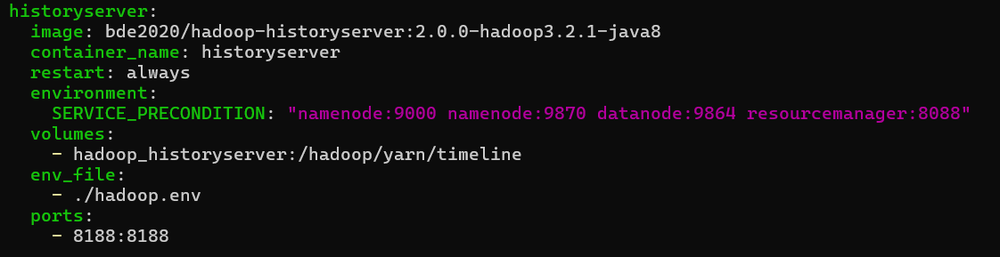 historyserver:
  image: bde2020/hadoop-historyserver:2.0.0-hadoop3.2.1-java8
  container_name: historyserver
  restart: always
  environment:
    SERVICE_PRECONDITION: "namenode:9000 namenode:9870 datanode:9864 resourcemanager:8088"
  volumes:
    - hadoop_historyserver:/hadoop/yarn/timeline
  env_file:
    - ./hadoop.env
  ports:
    - 8188:8188